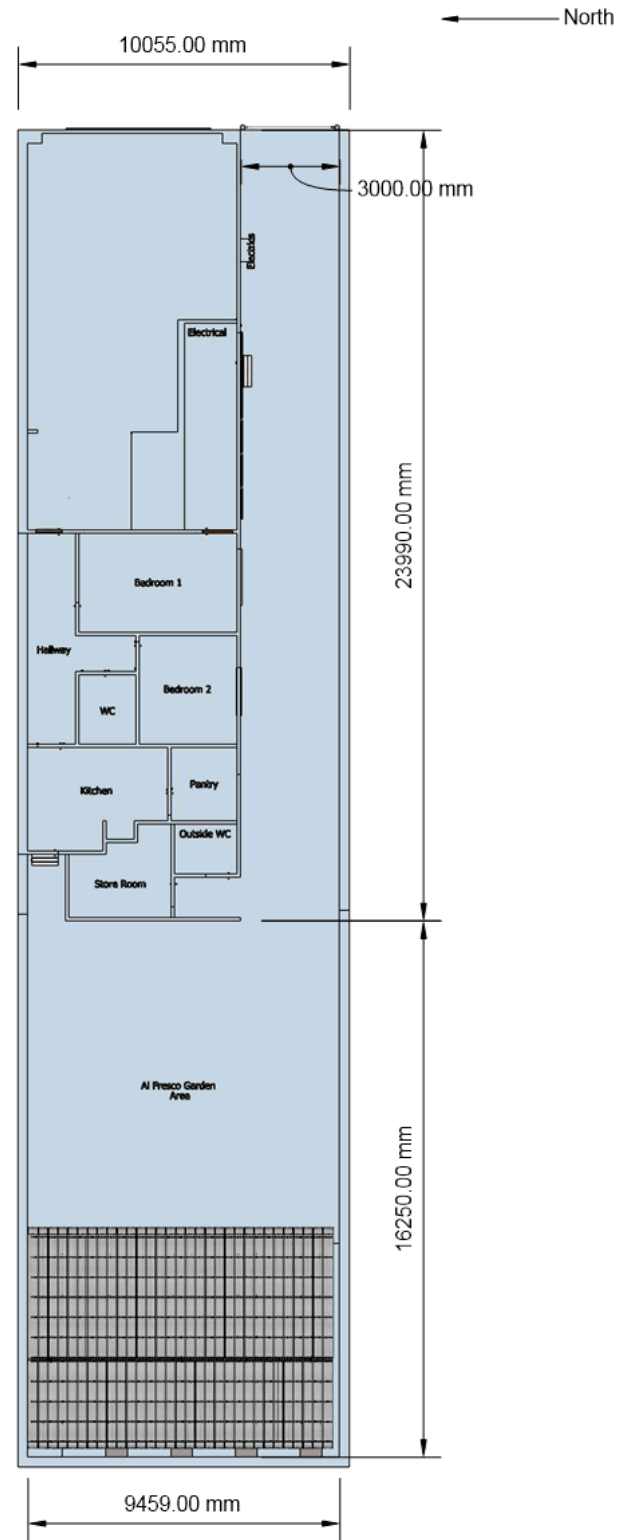 North
10055.00 mm
3000.00 mm
Electrics
Electrical
23990.00 mm
Bedroom 1
Hallway
Bedroom 2
WC
Kitchen
Pantry
Outside WC
Store Room
Al Fresco Garden
Area
16250.00 mm
9459.00 mm